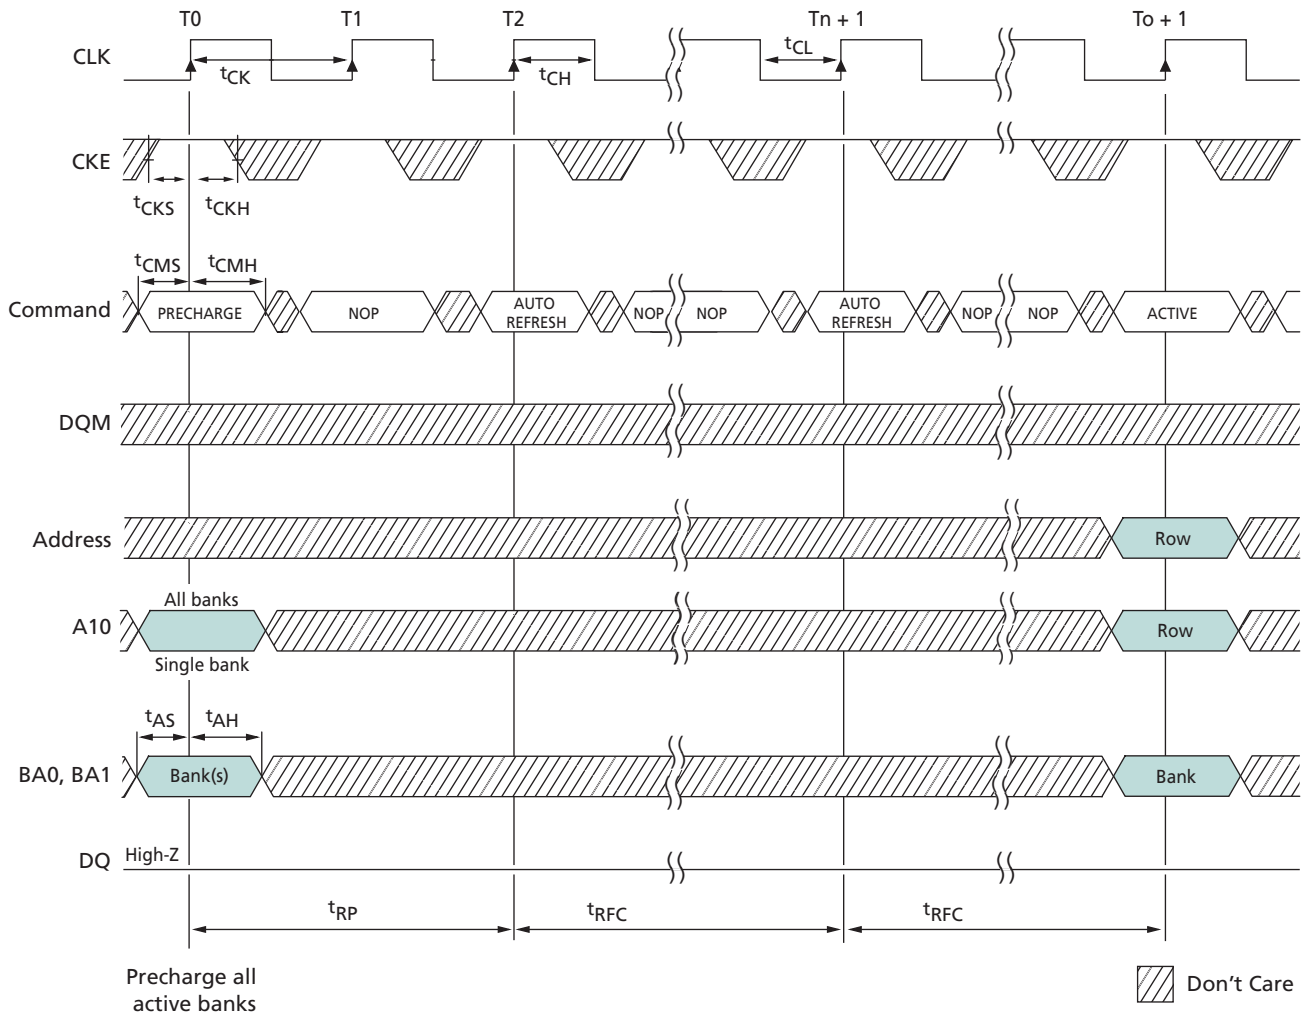 T0 T1 T2 Tn + 1 To + 1
CLK
tCK tCH tCL
CKE
tCKS tCKH
tCMS tCMH
Command PRECHARGE NOP AUTO REFRESH NOP NOP AUTO REFRESH NOP NOP ACTIVE
DQM
Address Row
All banks
A10 Row
Single bank
tAS tAH
BA0, BA1 Bank(s) Bank
DQ High-Z
tRP tRFC tRFC
Precharge all
active banks
Don't Care